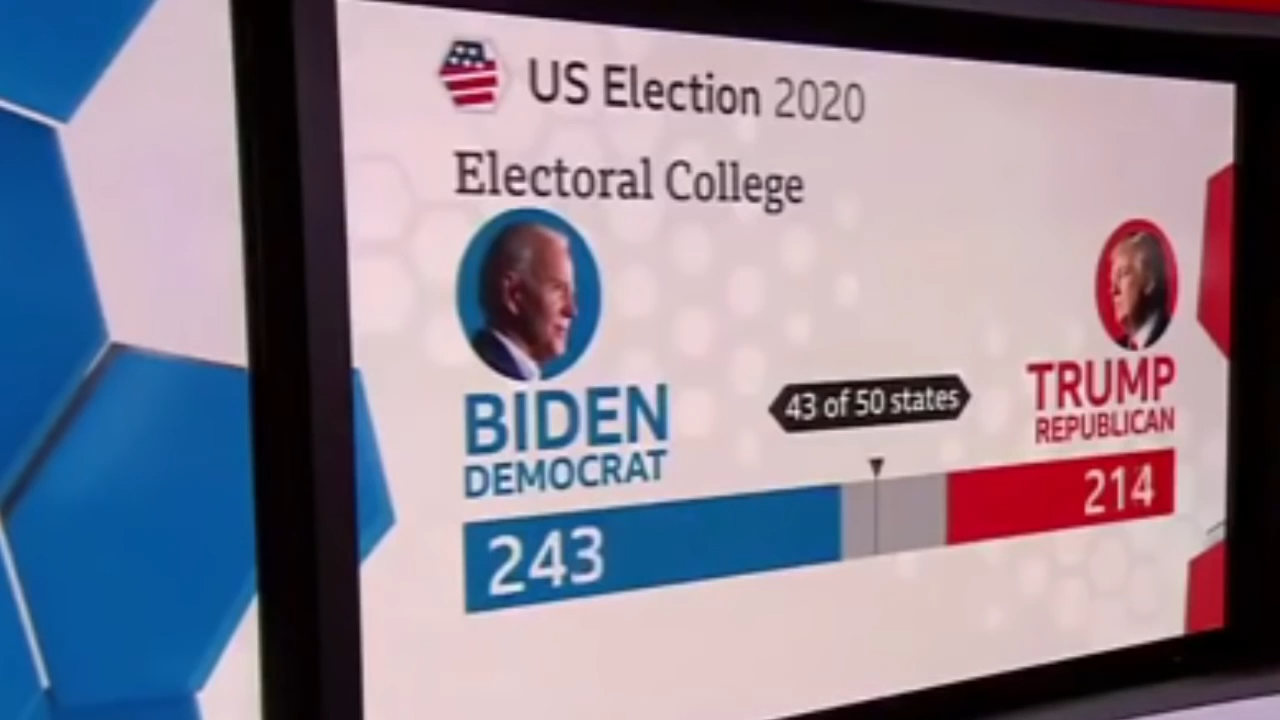 US Election 2020
Electoral College
BIDEN
DEMOCRAT
243
43 of 50 states
TRUMP
REPUBLICAN
214